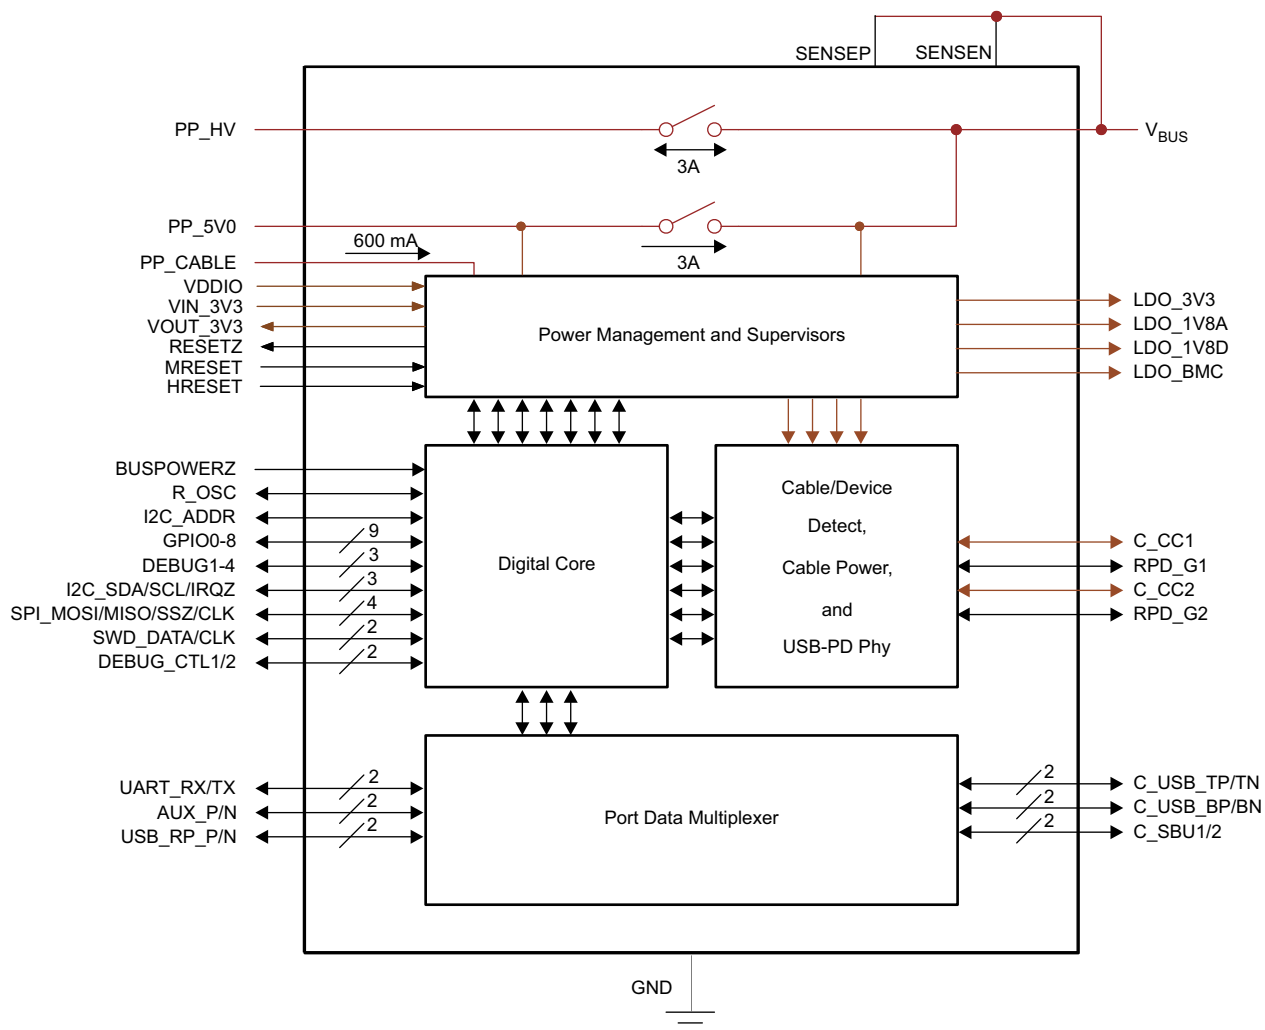 SENSEP
SENSEN
PP_HV
3A
VBUS
PP_5V0
600 mA
3A
PP_CABLE
VDDIO
VIN_3V3
VOUT_3V3
RESETZ
MRESET
HRESET
Power Management and Supervisors
LDO_3V3
LDO_1V8A
LDO_1V8D
LDO_BMC
BUSPOWERZ
R_OSC
I2C_ADDR
GPIO0-8
9
DEBUG1-4
3
I2C_SDA/SCL/IRQZ
3
SPI_MOSI/MISO/SSZ/CLK
4
SWD_DATA/CLK
2
DEBUG_CTL1/2
2
Digital Core
Cable/Device
Detect,
Cable Power,
and
USB-PD Phy
C_CC1
RPD_G1
C_CC2
RPD_G2
UART_RX/TX
2
AUX_P/N
2
USB_RP_P/N
2
Port Data Multiplexer
2
C_USB_TP/TN
2
C_USB_BP/BN
2
C_SBU1/2
GND